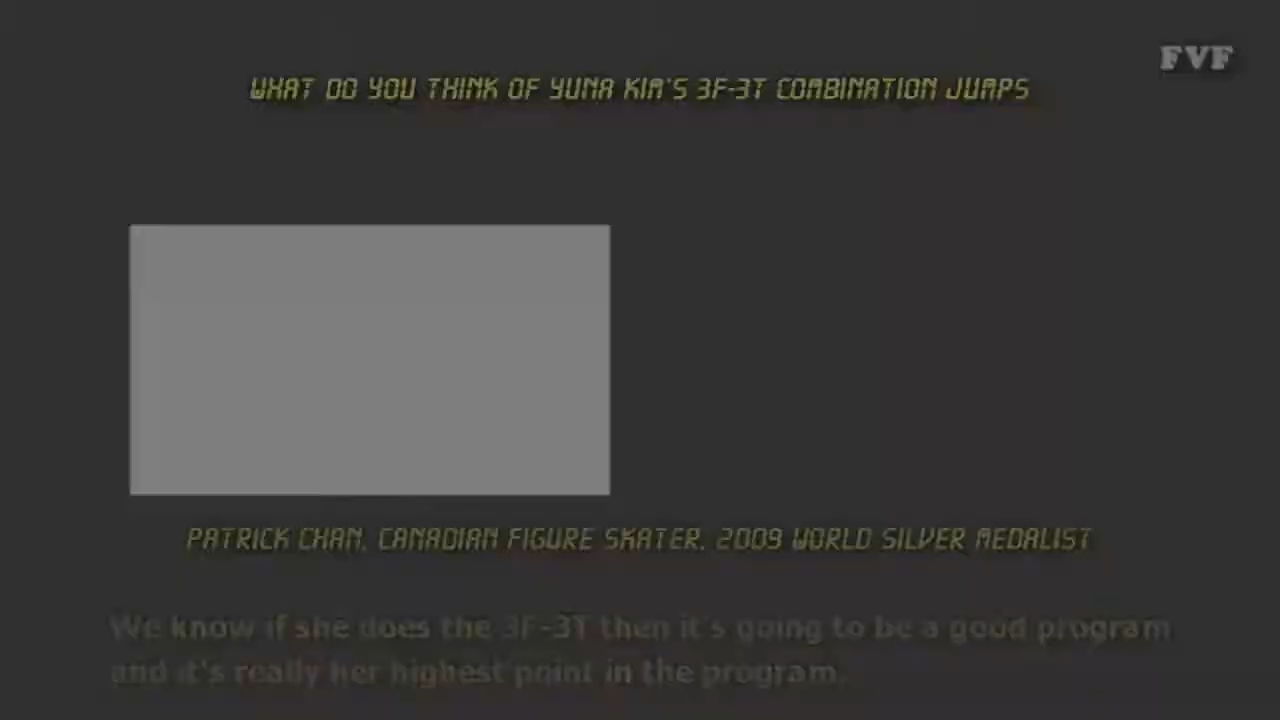 FVF
WHAT DO YOU THINK OF YUNA KIM'S 3F-3T COMBINATION JUMPS
PATRICK CHAN, CANADIAN FIGURE SKATER, 2009 WORLD SILVER MEDALIST
We know if she does the 3F-3T then it's going to be a good program
and it's really her highest point in the program.